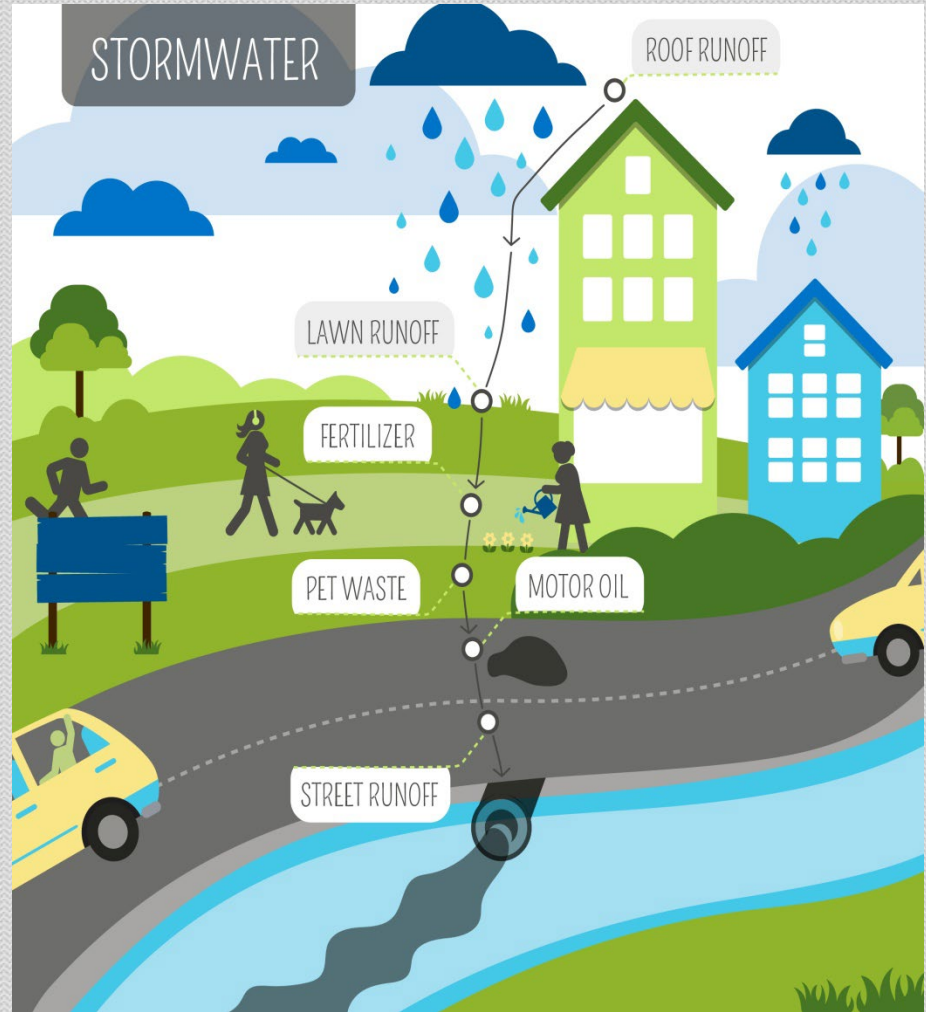 STORMWATER
ROOF RUNOFF
LAWN RUNOFF
FERTILIZER
PET WASTE
MOTOR OIL
STREET RUNOFF